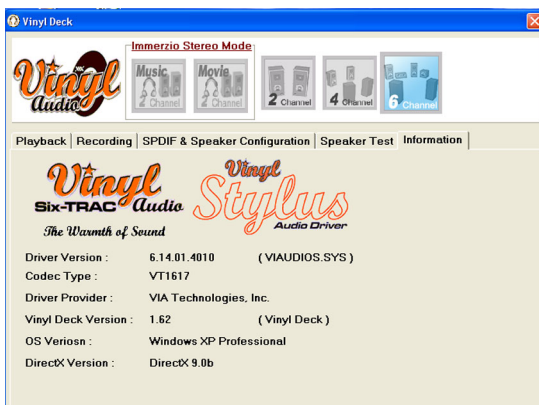 Vinyl Deck
Immerzio Stereo Mode
Vinyl
Audio
Music
2 Channel
Movie
2 Channel
2 Channel
4 Channel
6 Channel
Playback
Recording
SPDIF & Speaker Configuration
Speaker Test
Information
Vinyl
Six-TRAC Audio
The Warmth of Sound
Vinyl
Stylus
Audio Driver
Driver Version : 6.14.01.4010 ( VIAUDIOS.SYS )
Codec Type : VT1617
Driver Provider : VIA Technologies, Inc.
Vinyl Deck Version : 1.62 ( Vinyl Deck )
OS Veriosn : Windows XP Professional
DirectX Version : DirectX 9.0b